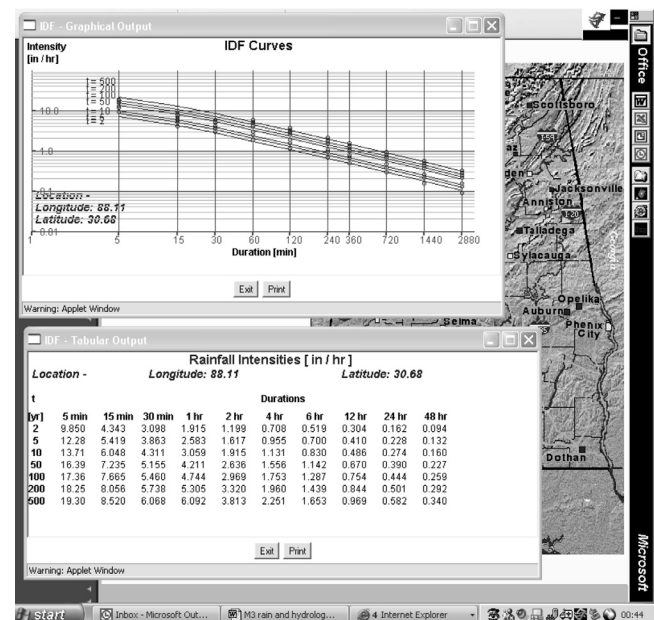 IDF - Graphical Output
Intensity
[in / hr]
IDF Curves
t = 500
t = 200
t = 100
t = 50
t = 10
t = 5
t = 2
10.0
1.0
0.1
Location -
Longitude: 88.11
Latitude: 30.68
0.01
1 5 15 30 60 120 240 360 720 1440 2880
Duration [min]
Exit Print
Warning: Applet Window
IDF - Tabular Output
Rainfall Intensities [ in / hr ]
Location - Longitude: 88.11 Latitude: 30.68
t Durations
[yr] 5 min 15 min 30 min 1 hr 2 hr 4 hr 6 hr 12 hr 24 hr 48 hr
2 9.850 4.343 3.098 1.915 1.199 0.708 0.519 0.304 0.162 0.094
5 12.28 5.419 3.863 2.583 1.617 0.955 0.700 0.410 0.228 0.132
10 13.71 6.048 4.311 3.059 1.915 1.131 0.830 0.486 0.274 0.160
50 16.39 7.235 5.155 4.211 2.636 1.556 1.142 0.670 0.390 0.227
100 17.36 7.665 5.460 4.744 2.969 1.753 1.287 0.754 0.444 0.259
200 18.25 8.056 5.738 5.305 3.320 1.960 1.439 0.844 0.501 0.292
500 19.30 8.520 6.068 6.092 3.813 2.251 1.653 0.969 0.582 0.340
Exit Print
Warning: Applet Window
Scottsboro
Jacksonville
Anniston
Talladega
Sylacauga
Georgia
Opelika
Auburn
Phenix
City
Selma
Dothan
Office
Microsoft
start
Inbox - Microsoft Out...
M3 rain and hydrolog...
4 Internet Explorer
00:44